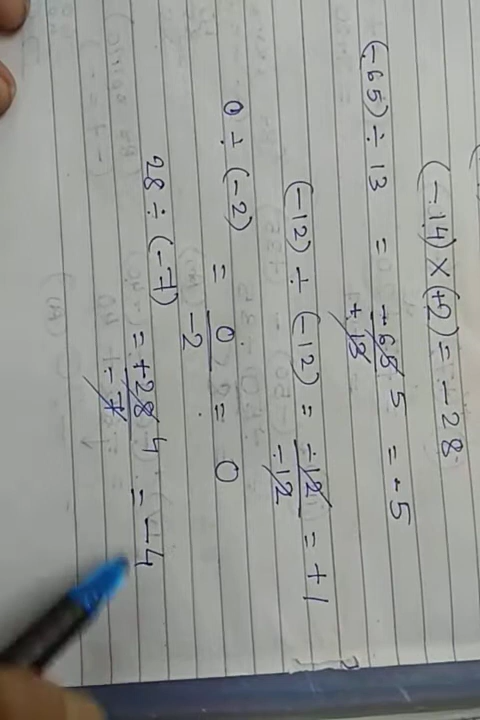 (-14) × (+2) = -28
(-65) ÷ 13 = -65/+13 5 = -5
(-12) ÷ (-12) = -12/-12 = +1
0 ÷ (-2) = 0/-2 = 0
28 ÷ (-7) = +28/-7 4 = -4